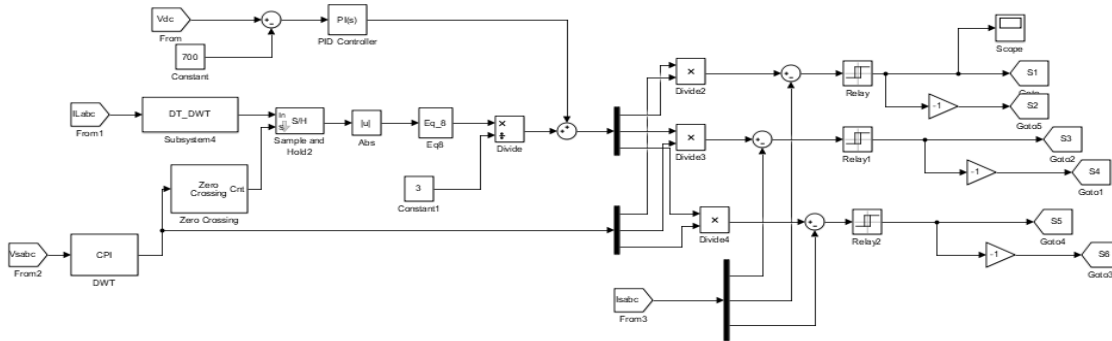 Vdc
From
PI(s)
PID Controller
700
Constant
ILabc
From1
DT_DWT
Subsystem4
In
S/H
Sample and
Hold2
|u|
Abs
Eq_8
Eq8
×
÷
Divide
3
Constant1
Zero
Crossing
Cnt
Zero Crossing
Vsabc
From2
CPI
DWT
×
Divide2
×
Divide3
×
Divide4
Isabc
From3
Relay
Relay1
Relay2
Scope
S1
-1
S2
Goto5
S3
Goto2
-1
S4
Goto1
S5
Goto4
-1
S6
Goto3